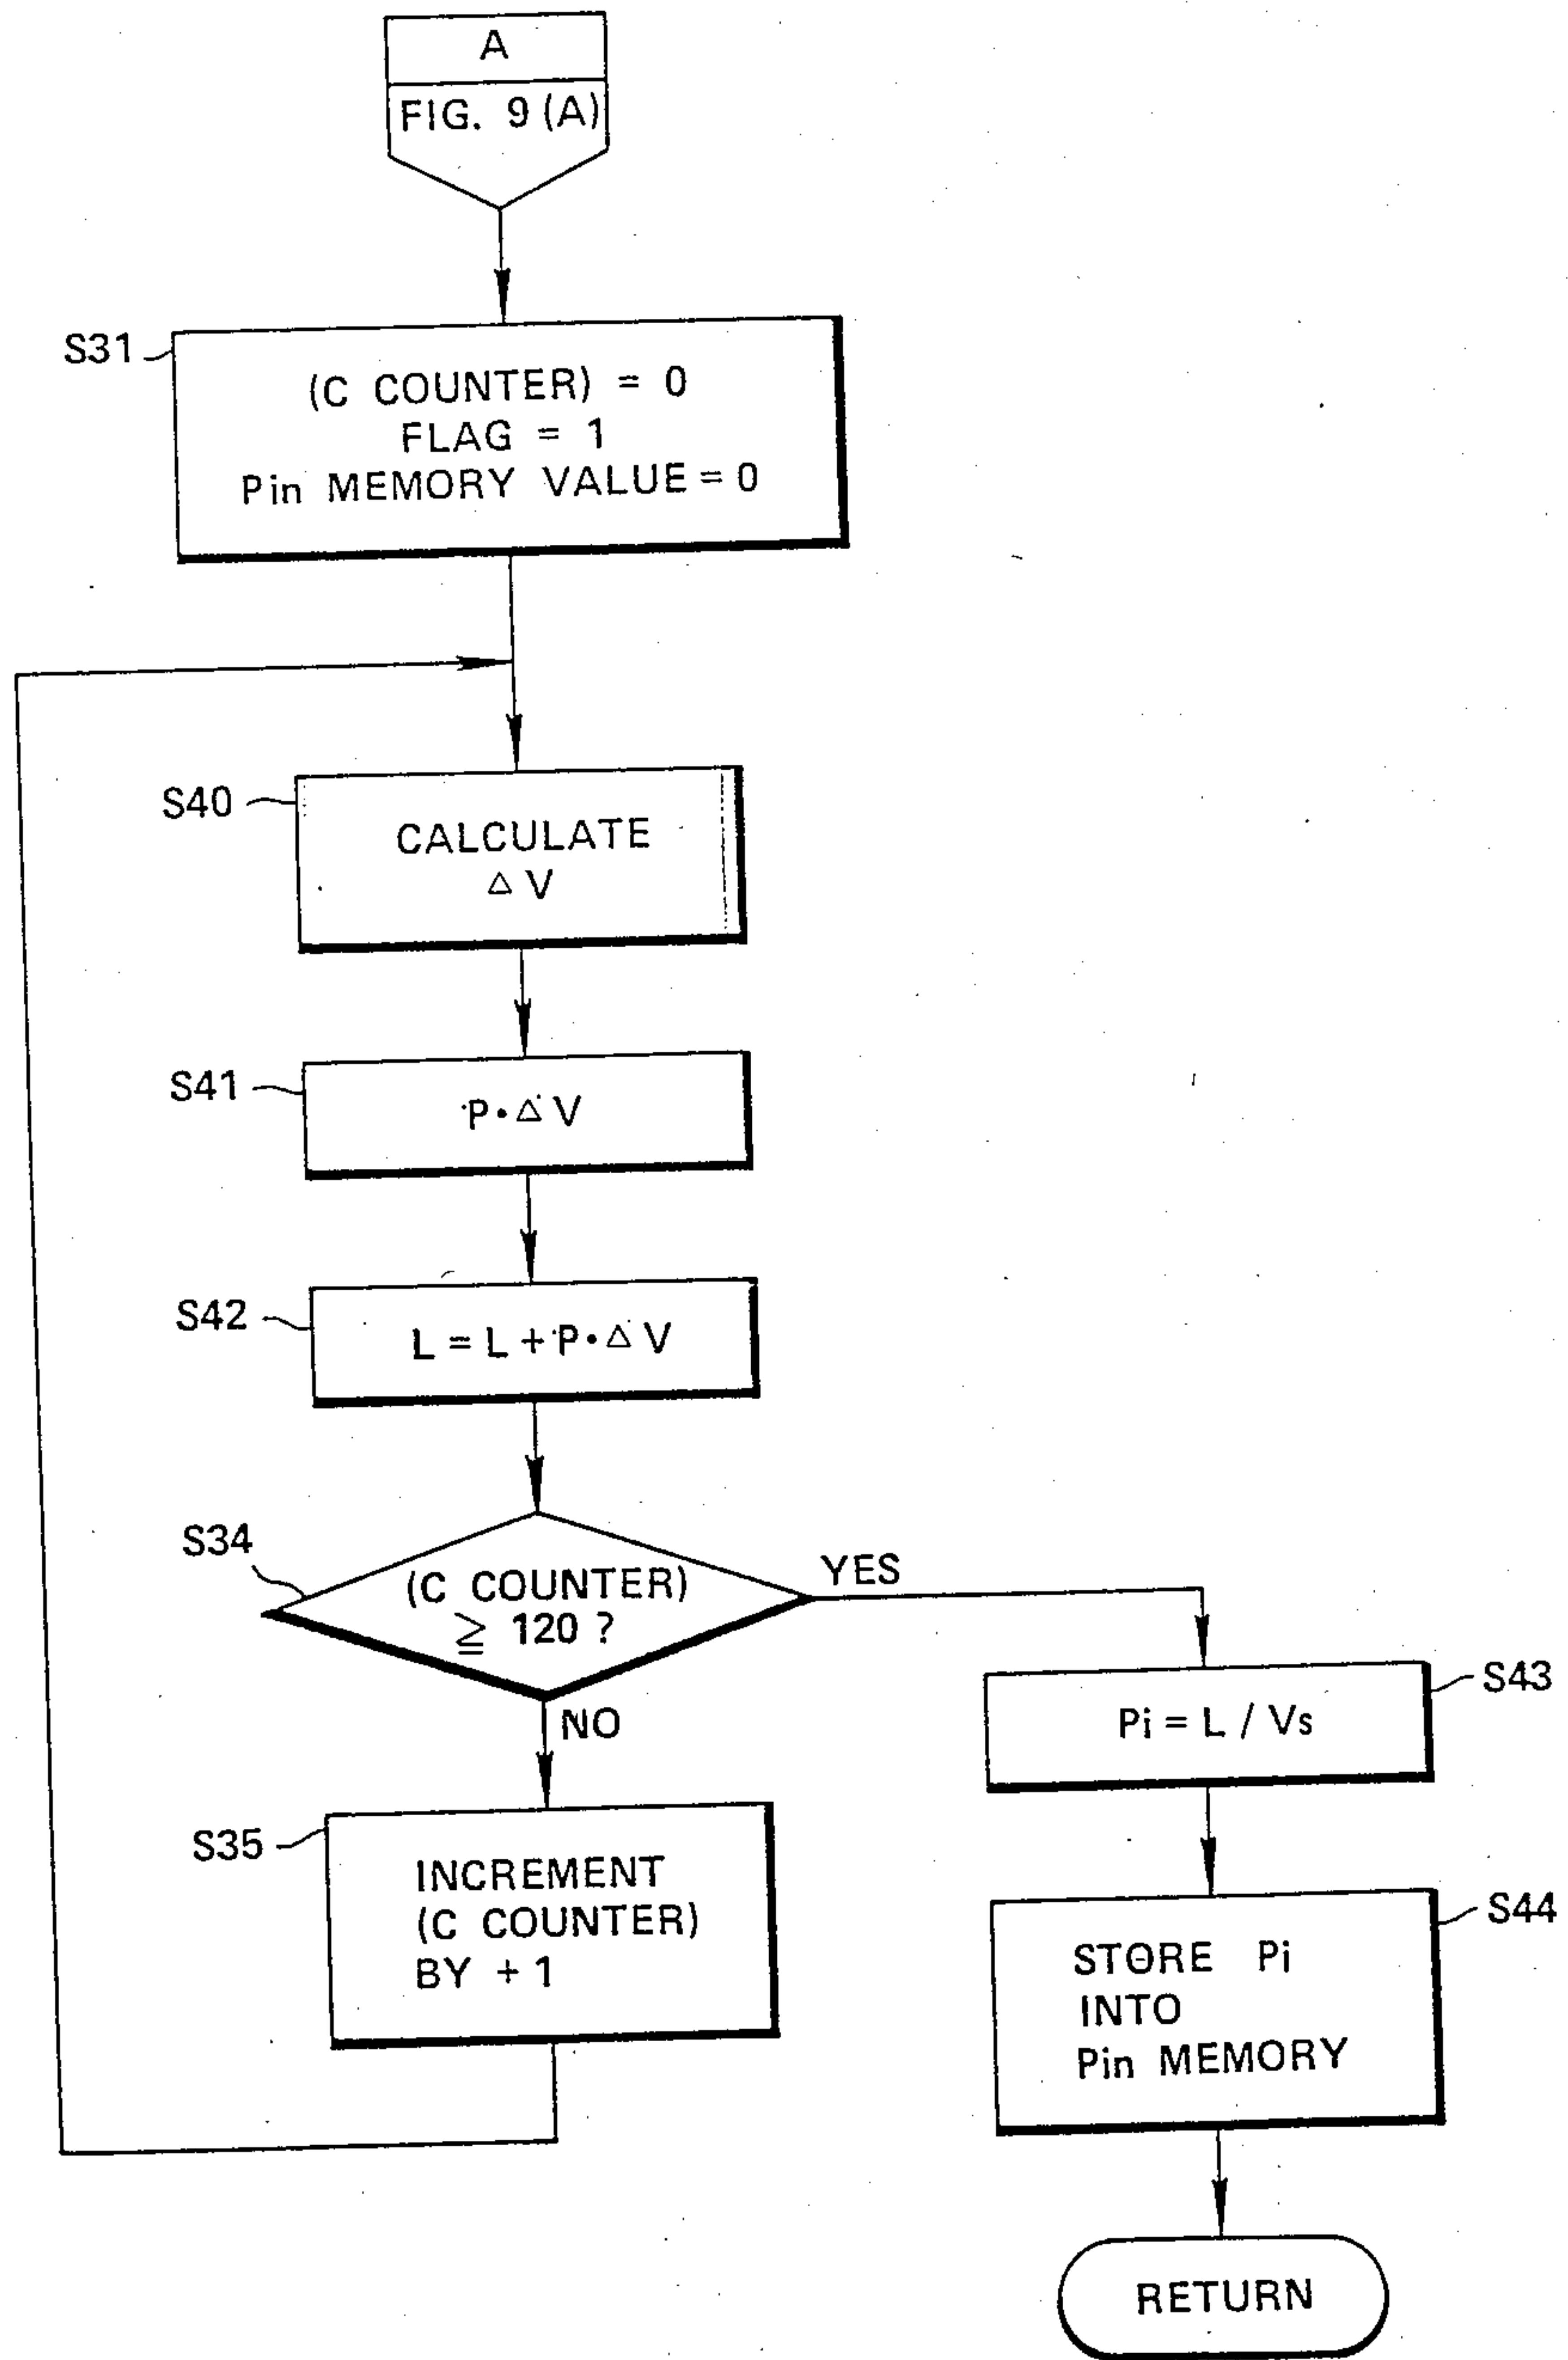 A
FIG. 9 (A)
S31
(C COUNTER) = 0
FLAG = 1
Pin MEMORY VALUE = 0
S40
CALCULATE
△ V
S41
P·△V
S42
L = L + P·△V
S34
(C COUNTER)
≧ 120 ?
YES
NO
S43
Pi = L / Vs
S35
INCREMENT
(C COUNTER)
BY + 1
S44
STORE Pi
INTO
Pin MEMORY
RETURN